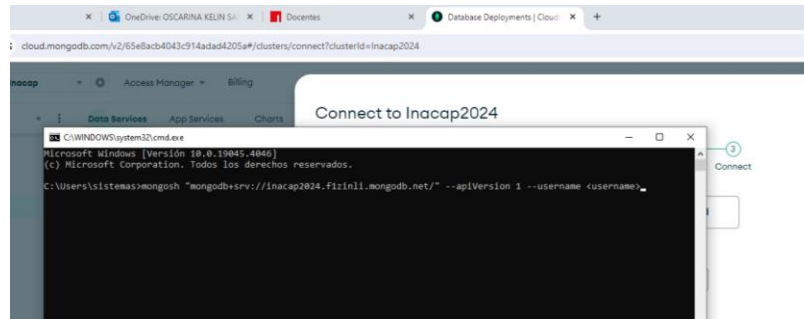 OneDrive: OSCARINA KELIN SA
Docentes
Database Deployments | Cloud:
cloud.mongodb.com/v2/65e8acb4043c914adad4205a#/clusters/connect?clusterId=Inacap2024
Inacap
Access Manager
Billing
Data Services
App Services
Charts
Connect to Inacap2024
C:\WINDOWS\system32\cmd.exe
Microsoft Windows [Versión 10.0.19045.4046]
(c) Microsoft Corporation. Todos los derechos reservados.
3
Connect
C:\Users\sistemas>mongosh "mongodb+srv://inacap2024.f1zinli.mongodb.net/" --apiVersion 1 --username <username>